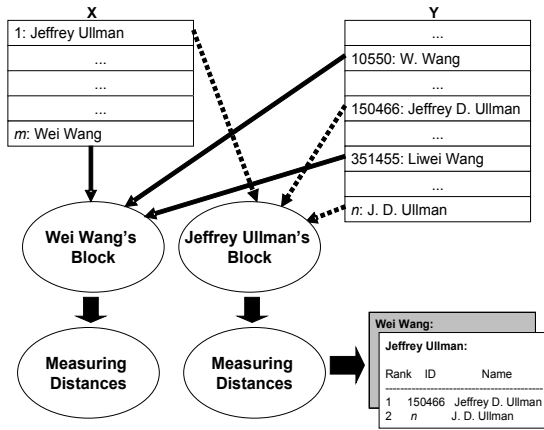 X
1: Jeffrey Ullman
...
...
...
m: Wei Wang
Y
...
10550: W. Wang
...
150466: Jeffrey D. Ullman
...
351455: Liwei Wang
...
n: J. D. Ullman
Wei Wang's
Block
Jeffrey Ullman's
Block
Measuring
Distances
Measuring
Distances
Wei Wang:
Jeffrey Ullman:
Rank ID Name
1 150466 Jeffrey D. Ullman
2 n J. D. Ullman